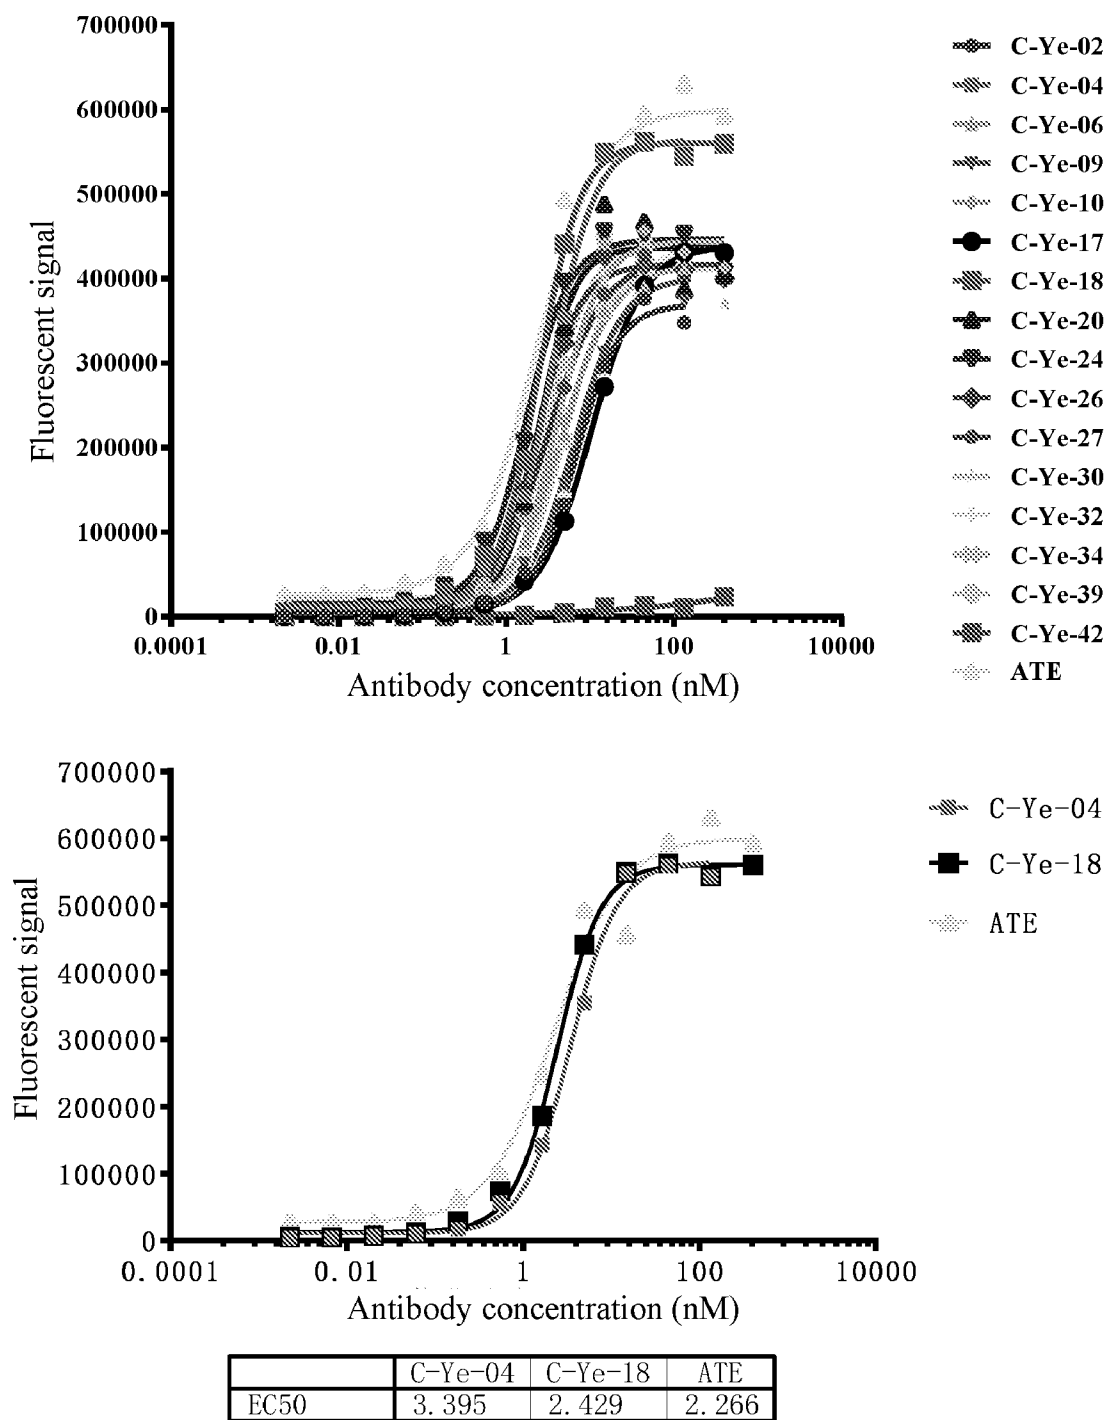 700000
600000
500000
400000
300000
200000
100000
0
Fluorescent signal
0.0001
0.01
1
100
10000
Antibody concentration (nM)
C-Ye-02
C-Ye-04
C-Ye-06
C-Ye-09
C-Ye-10
C-Ye-17
C-Ye-18
C-Ye-20
C-Ye-24
C-Ye-26
C-Ye-27
C-Ye-30
C-Ye-32
C-Ye-34
C-Ye-39
C-Ye-42
ATE
700000
600000
500000
400000
300000
200000
100000
0
Fluorescent signal
0.0001
0.01
1
100
10000
Antibody concentration (nM)
C-Ye-04
C-Ye-18
ATE
C-Ye-04 C-Ye-18 ATE
EC50 3.395 2.429 2.266